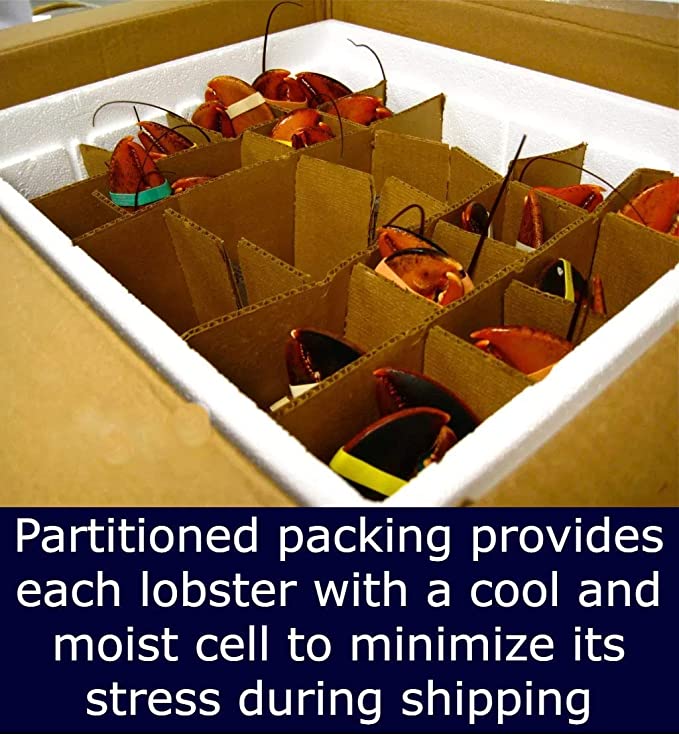 Partitioned packing provides
each lobster with a cool and
moist cell to minimize its
stress during shipping